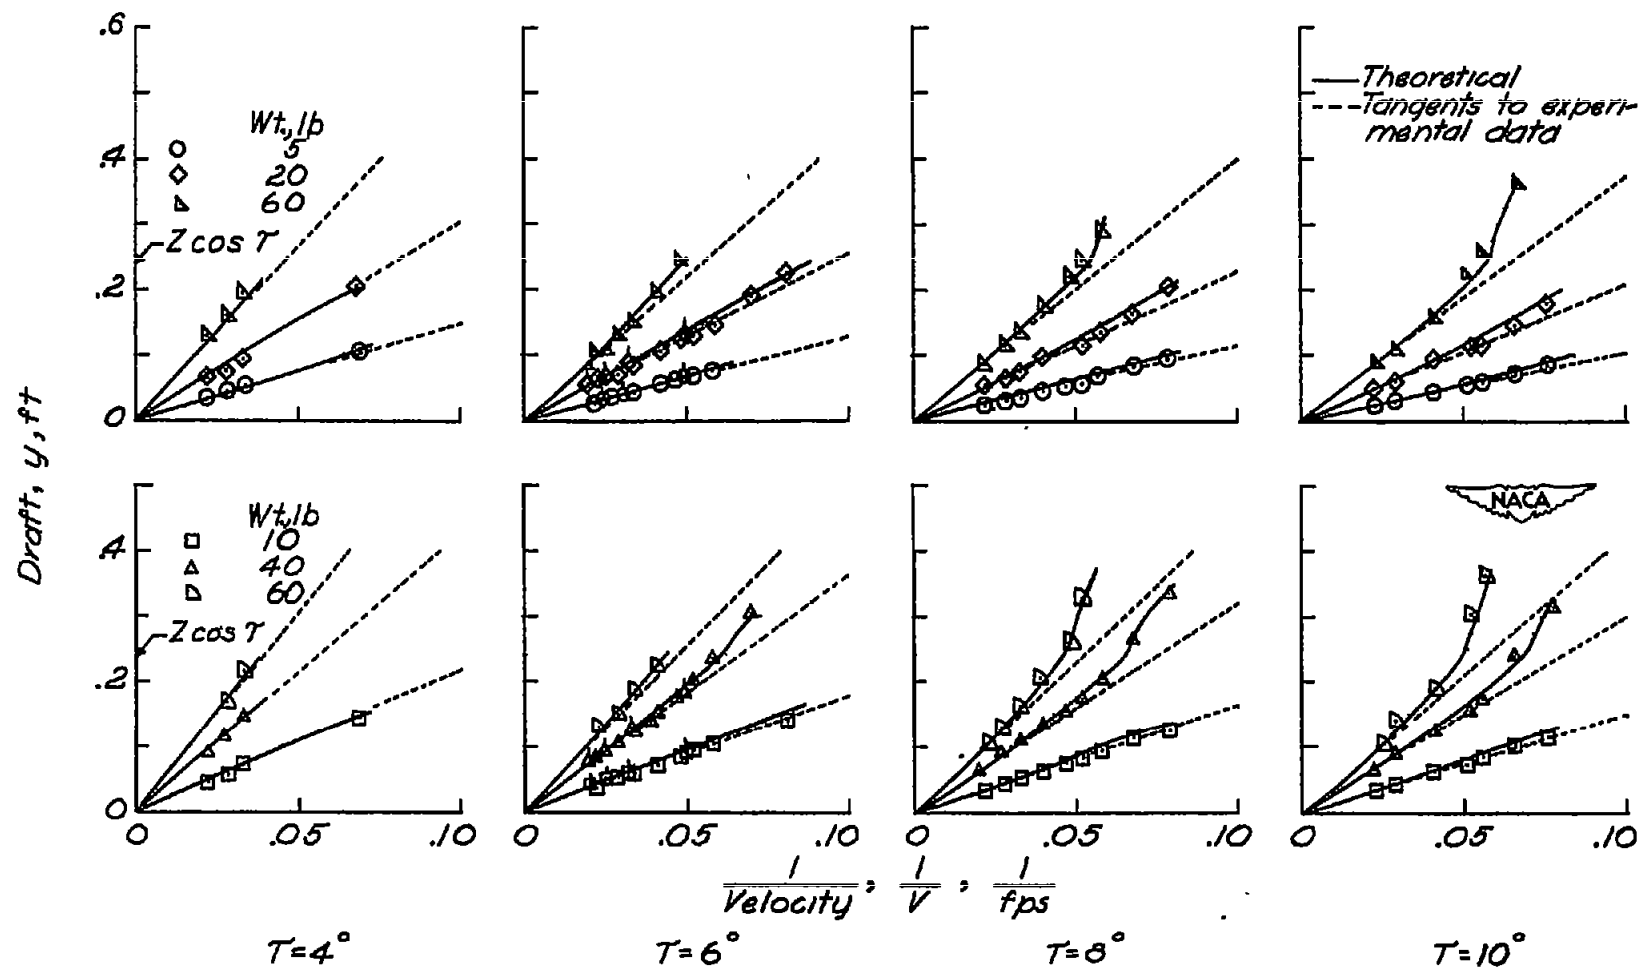 .6
.4
.2
0
Wt., lb
5
20
60
Z cos τ
Theoretical
Tangents to experi-
mental data
Draft, y, ft
.4
.2
0
Wt., lb
10
40
60
Z cos τ
NACA
0 .05 .10
0 .05 .10
0 .05 .10
0 .05 .10
1/Velocity, 1/V, 1/fps
τ=4° τ=6° τ=8° τ=10°